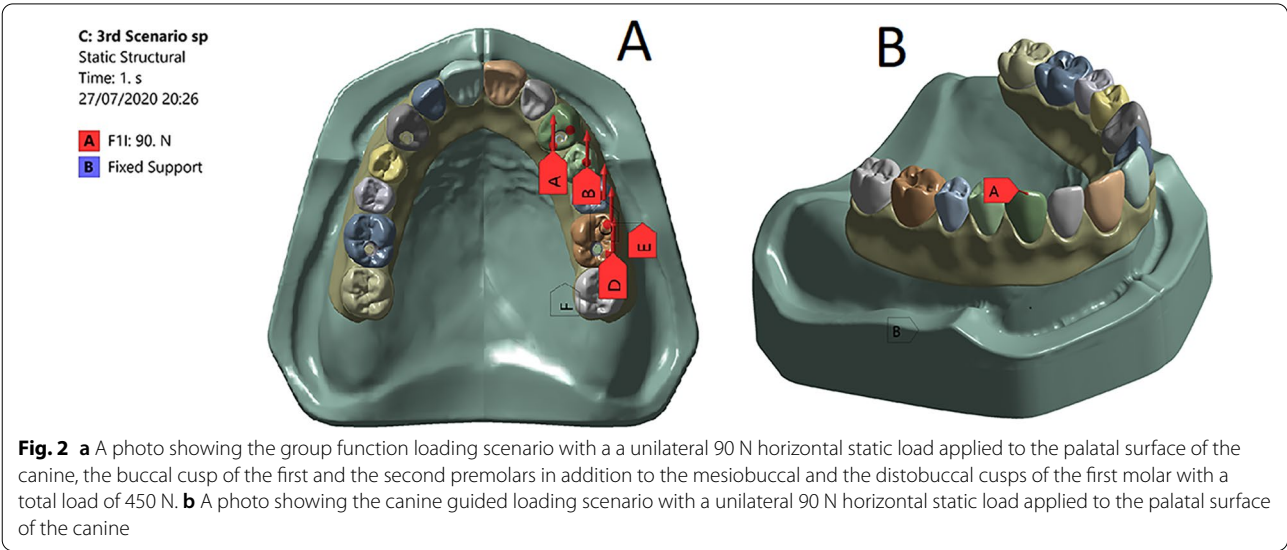 C: 3rd Scenario sp
Static Structural
Time: 1. s
27/07/2020 20:26
A F1I: 90. N
B Fixed Support
A
A
B
E
D
F
B
A
B
Fig. 2 a A photo showing the group function loading scenario with a a unilateral 90 N horizontal static load applied to the palatal surface of the
canine, the buccal cusp of the first and the second premolars in addition to the mesiobuccal and the distobuccal cusps of the first molar with a
total load of 450 N. b A photo showing the canine guided loading scenario with a unilateral 90 N horizontal static load applied to the palatal surface
of the canine